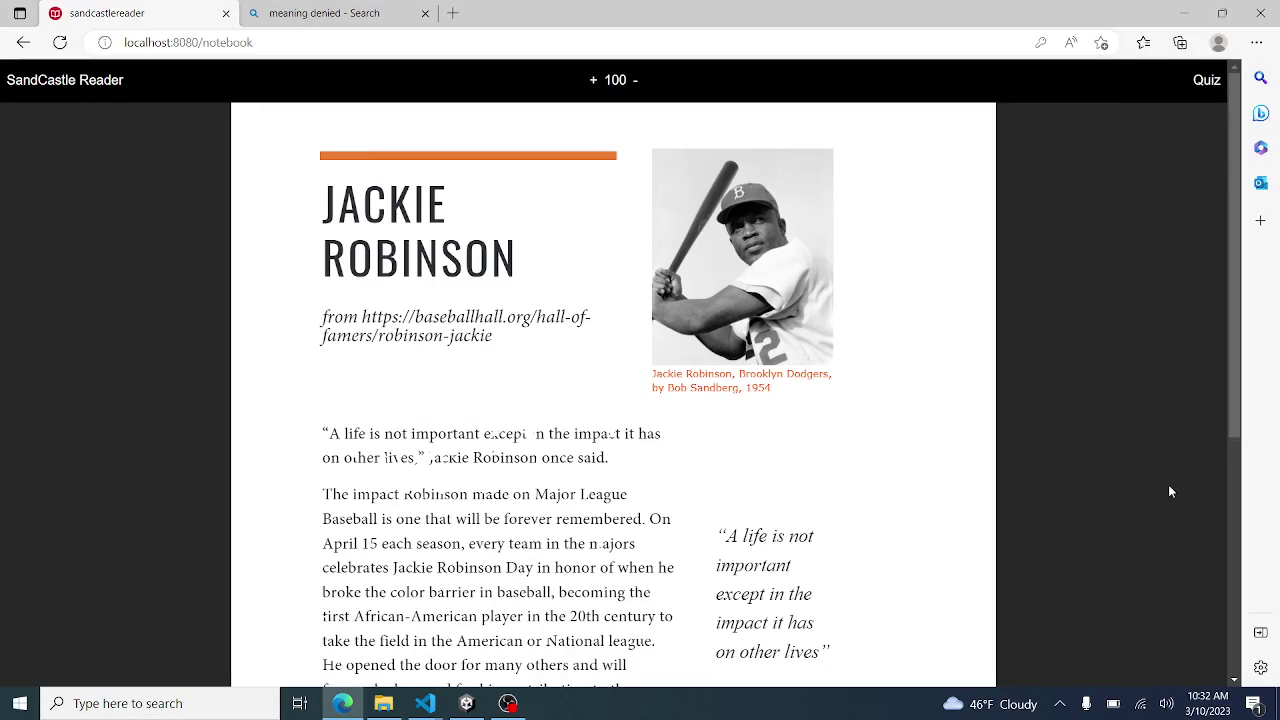 sandcastlereader
meaning denied - Search
localhost:8080/notebook
SandCastle Reader
+ 100 -
Quiz
JACKIE
ROBINSON
from https://baseballhall.org/hall-of-
famers/robinson-jackie
B
2
Jackie Robinson, Brooklyn Dodgers,
by Bob Sandberg, 1954
“A life is not important except n the impact it has
on other lives,” Jackie Robinson once said.
The impact Robinson made on Major League
Baseball is one that will be forever remembered. On
April 15 each season, every team in the majors
celebrates Jackie Robinson Day in honor of when he
broke the color barrier in baseball, becoming the
first African-American player in the 20th century to
take the field in the American or National league.
He opened the door for many others and will
“A life is not
important
except in the
impact it has
on other lives”
Type here to search
46°F Cloudy
10:32 AM
3/10/2023